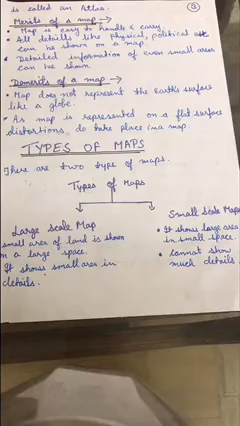 is called an Atlas.
Merits of a map →
• Map is easy to handle & carry.
• All details like physical, political etc can be shown on a map.
• Detailed information of even small areas can be shown
Demerits of a map →
• Map does not represent the earth's surface
like a globe.
• As map is represented on a flat surface
distortions do take place in a map.
TYPES OF MAPS
There are two type of maps.
Types of Maps
Large Scale Map
small area of land is shown
on a large space.
It shows small area in
details.
Small Scale Map
• It shows large area
in small space.
• Cannot show
much details.